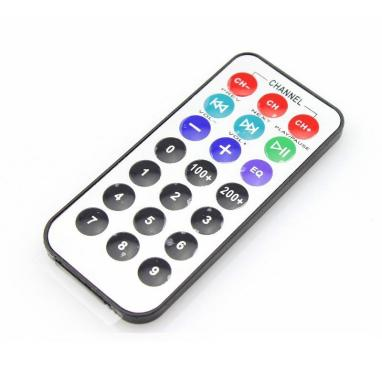 CHANNEL
CH- CH CH+
PREV NEXT PLAY/PAUSE
VOL- VOL+
− + EQ
0 100+ 200+
1 2 3
4 5 6
7 8 9